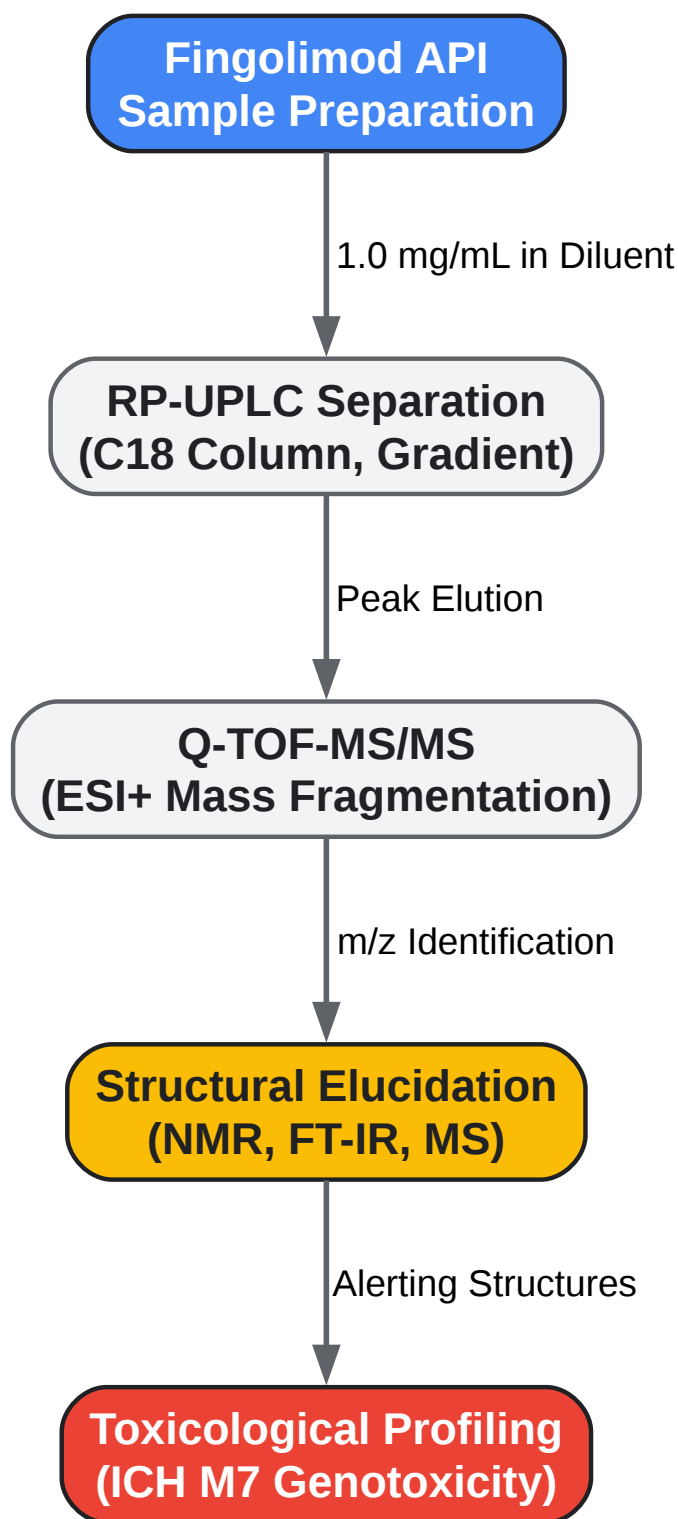 Fingolimod API
Sample Preparation
1.0 mg/mL in Diluent
RP-UPLC Separation
(C18 Column, Gradient)
Peak Elution
Q-TOF-MS/MS
(ESI+ Mass Fragmentation)
m/z Identification
Structural Elucidation
(NMR, FT-IR, MS)
Alerting Structures
Toxicological Profiling
(ICH M7 Genotoxicity)